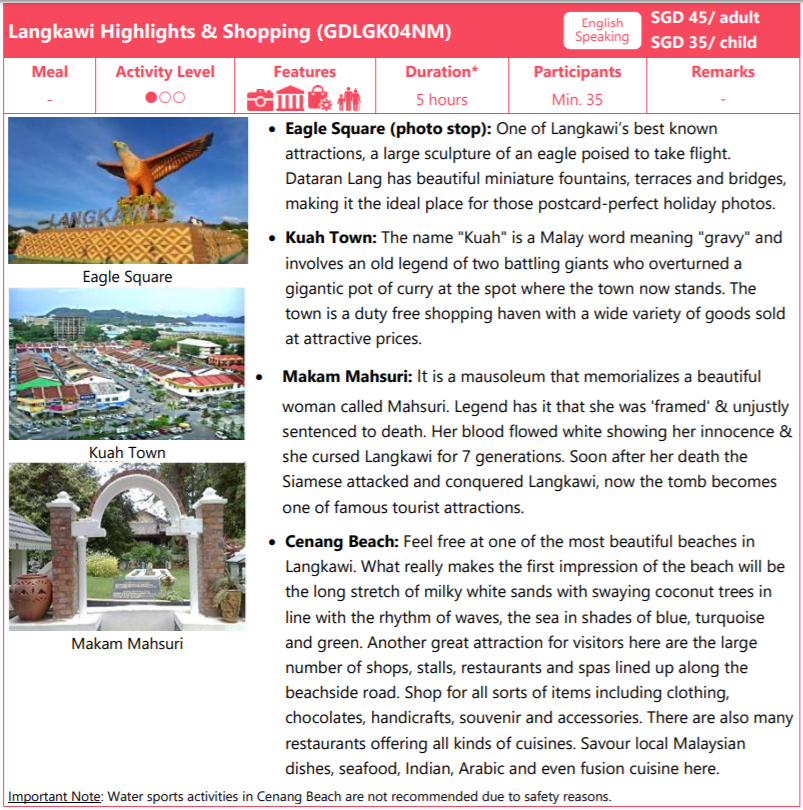 Langkawi Highlights & Shopping (GDLGK04NM)
English
Speaking
SGD 45/ adult
SGD 35/ child
Meal
Activity Level
Features
Duration*
Participants
Remarks
-
5 hours
Min. 35
-
LANGKAWI
Eagle Square
Kuah Town
Makam Mahsuri
• Eagle Square (photo stop): One of Langkawi's best known
attractions, a large sculpture of an eagle poised to take flight.
Dataran Lang has beautiful miniature fountains, terraces and bridges,
making it the ideal place for those postcard-perfect holiday photos.
• Kuah Town: The name "Kuah" is a Malay word meaning "gravy" and
involves an old legend of two battling giants who overturned a
gigantic pot of curry at the spot where the town now stands. The
town is a duty free shopping haven with a wide variety of goods sold
at attractive prices.
• Makam Mahsuri: It is a mausoleum that memorializes a beautiful
woman called Mahsuri. Legend has it that she was 'framed' & unjustly
sentenced to death. Her blood flowed white showing her innocence &
she cursed Langkawi for 7 generations. Soon after her death the
Siamese attacked and conquered Langkawi, now the tomb becomes
one of famous tourist attractions.
• Cenang Beach: Feel free at one of the most beautiful beaches in
Langkawi. What really makes the first impression of the beach will be
the long stretch of milky white sands with swaying coconut trees in
line with the rhythm of waves, the sea in shades of blue, turquoise
and green. Another great attraction for visitors here are the large
number of shops, stalls, restaurants and spas lined up along the
beachside road. Shop for all sorts of items including clothing,
chocolates, handicrafts, souvenir and accessories. There are also many
restaurants offering all kinds of cuisines. Savour local Malaysian
dishes, seafood, Indian, Arabic and even fusion cuisine here.
Important Note: Water sports activities in Cenang Beach are not recommended due to safety reasons.